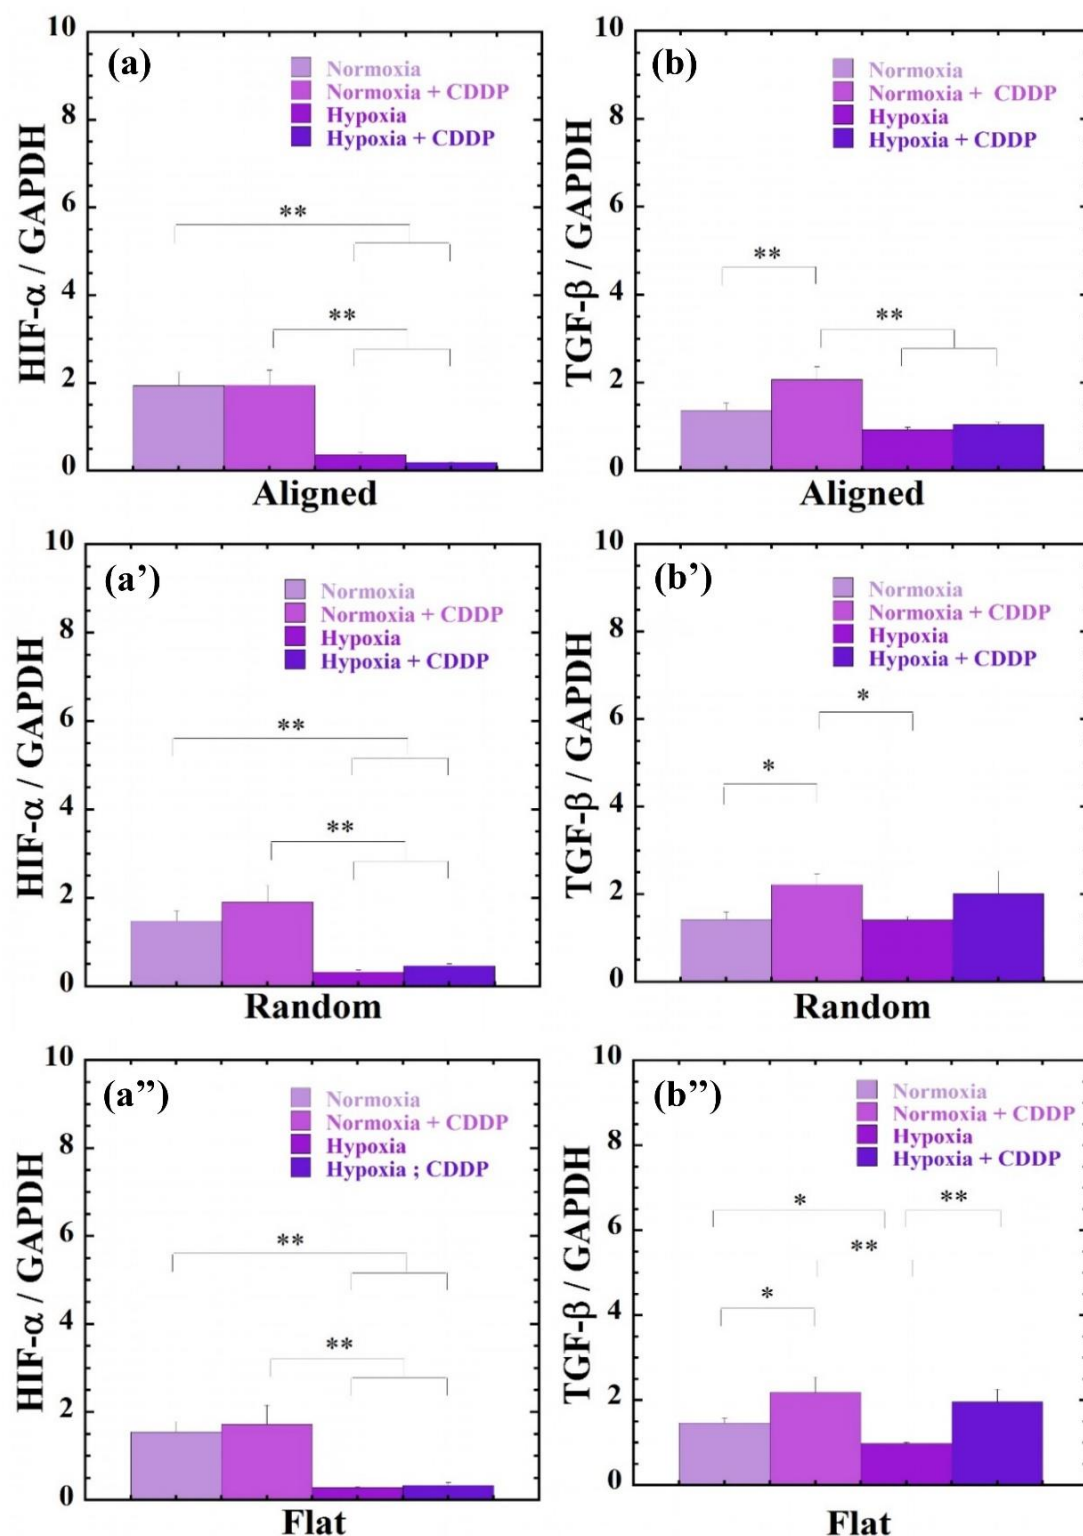 (a)
HIF-α / GAPDH
10
8
6
4
2
0
Normoxia
Normoxia + CDDP
Hypoxia
Hypoxia + CDDP
**
**
Aligned
(b)
TGF-β / GAPDH
10
8
6
4
2
0
Normoxia
Normoxia + CDDP
Hypoxia
Hypoxia + CDDP
**
**
Aligned
(a’)
HIF-α / GAPDH
10
8
6
4
2
0
Normoxia
Normoxia + CDDP
Hypoxia
Hypoxia + CDDP
**
**
Random
(b’)
TGF-β / GAPDH
10
8
6
4
2
0
Normoxia
Normoxia + CDDP
Hypoxia
Hypoxia + CDDP
*
*
Random
(a’’)
HIF-α / GAPDH
10
8
6
4
2
0
Normoxia
Normoxia + CDDP
Hypoxia
Hypoxia ; CDDP
**
**
Flat
(b’’)
TGF-β / GAPDH
10
8
6
4
2
0
Normoxia
Normoxia + CDDP
Hypoxia
Hypoxia + CDDP
*
**
**
*
Flat